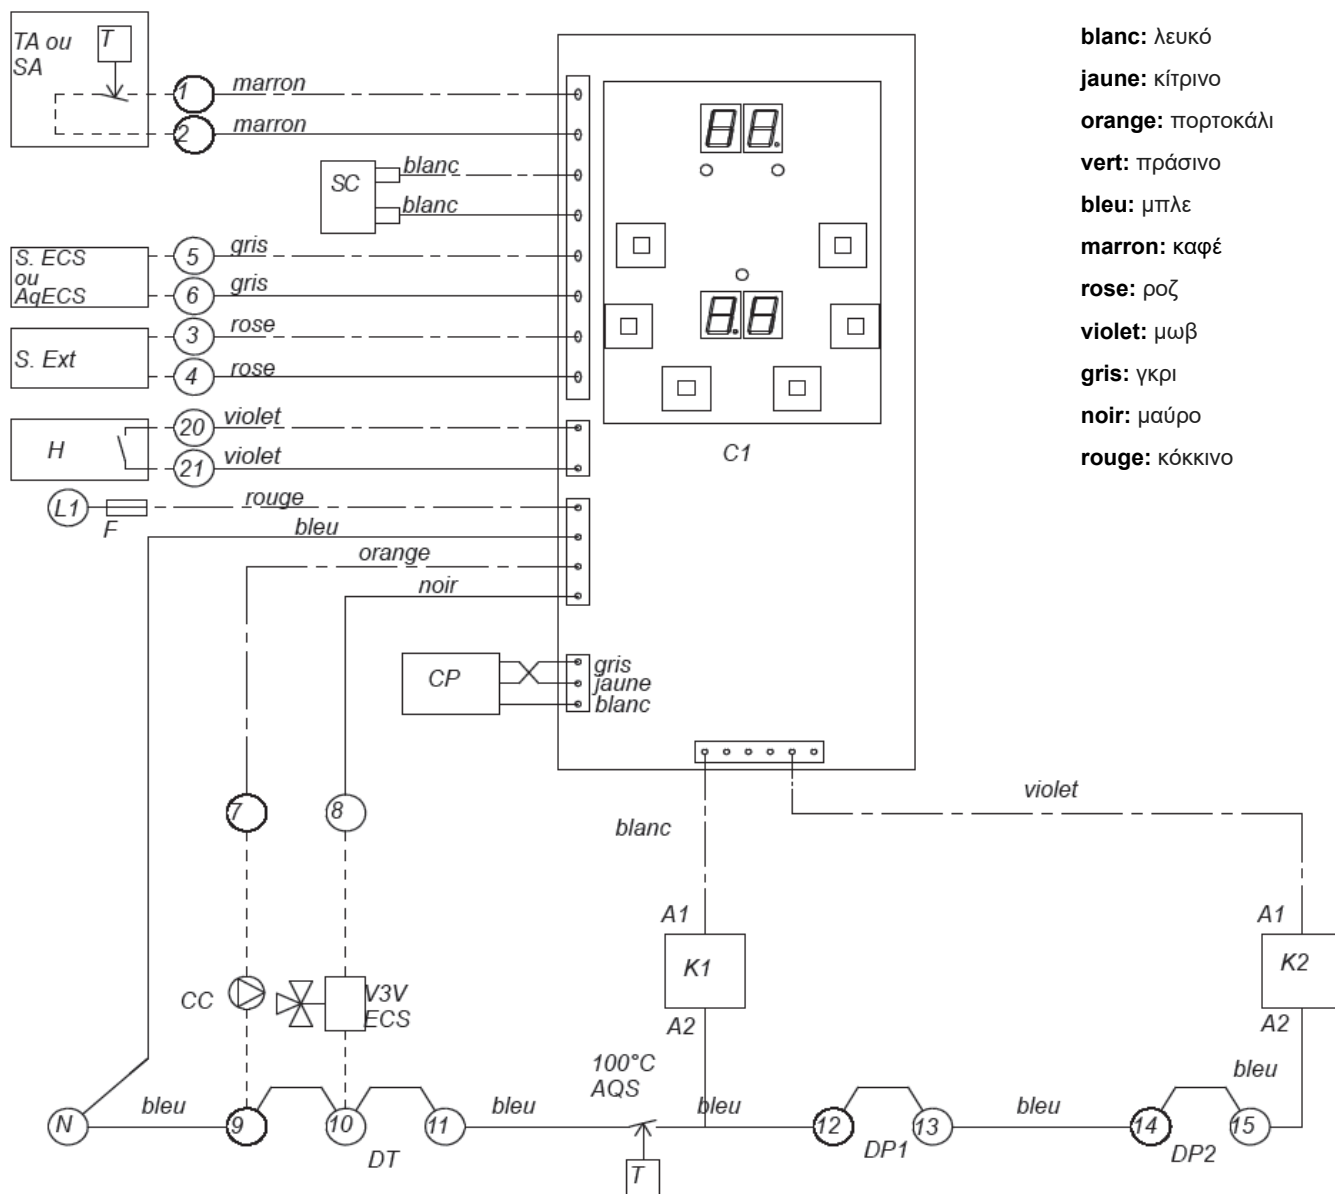 TA ou
SA
T
1
marron
2
marron
SC
blanc
blanc
S. ECS
ou
AqECS
5
gris
6
gris
S. Ext
3
rose
4
rose
H
20
violet
21
violet
L1
F
rouge
bleu
orange
noir
CP
gris
jaune
blanc
C1
blanc: λευκό
jaune: κίτρινο
orange: πορτοκάλι
vert: πράσινο
bleu: μπλε
marron: καφέ
rose: ροζ
violet: μωβ
gris: γκρι
noir: μαύρο
rouge: κόκκινο
7
8
blanc
violet
A1
K1
A2
A1
K2
A2
CC
V3V
ECS
100°C
AQS
N
bleu
9
10
11
DT
bleu
T
bleu
12
13
DP1
bleu
14
15
DP2
bleu